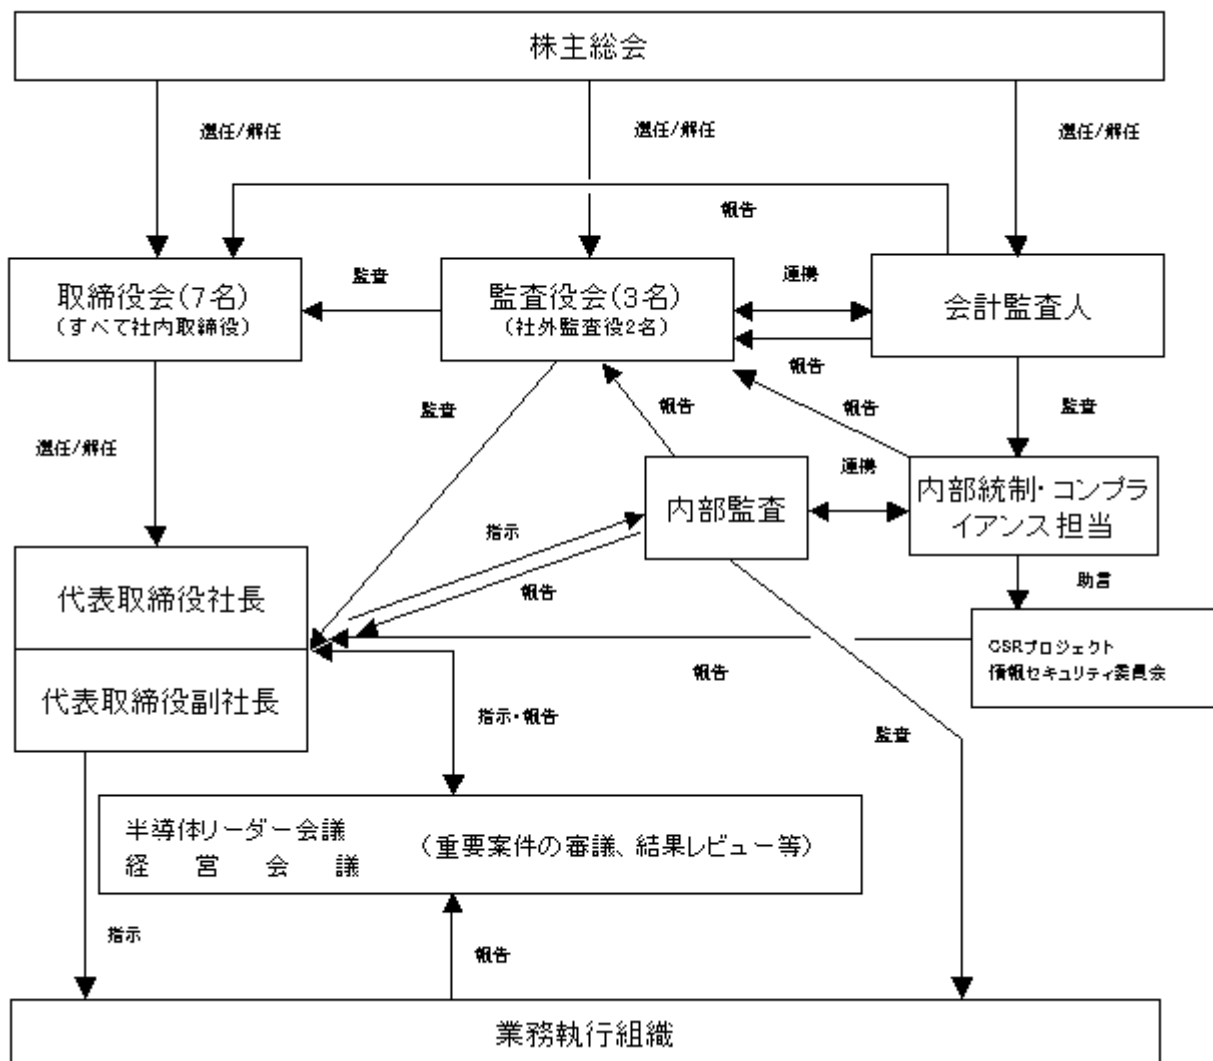 株主総会
選任/解任
選任/解任
選任/解任
報告
取締役会(7名)
(すべて社内取締役)
監査
監査役会(3名)
(社外監査役2名)
連携
会計監査人
報告
監査
報告
報告
監査
選任/解任
連携
内部監査
内部統制・コンプラ
イアンス担当
指示
報告
助言
代表取締役社長
代表取締役副社長
CSRプロジェクト
情報セキュリティ委員会
報告
指示・報告
監査
半導体リーダー会議
経営会議
(重要案件の審議、結果レビュー等)
指示
報告
業務執行組織